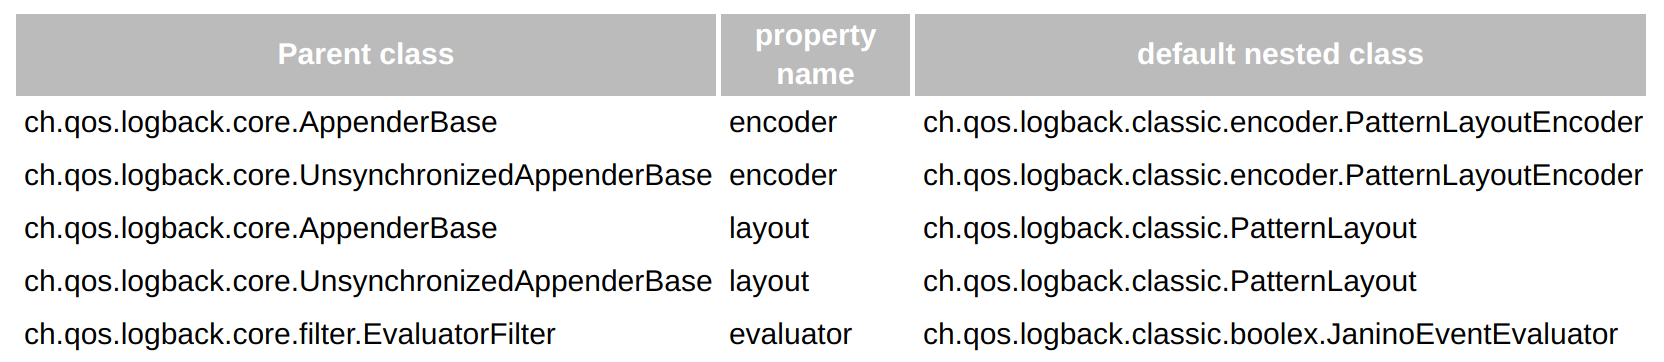 Parent class property name default nested class
ch.qos.logback.core.AppenderBase encoder ch.qos.logback.classic.encoder.PatternLayoutEncoder
ch.qos.logback.core.UnsynchronizedAppenderBase encoder ch.qos.logback.classic.encoder.PatternLayoutEncoder
ch.qos.logback.core.AppenderBase layout ch.qos.logback.classic.PatternLayout
ch.qos.logback.core.UnsynchronizedAppenderBase layout ch.qos.logback.classic.PatternLayout
ch.qos.logback.core.filter.EvaluatorFilter evaluator ch.qos.logback.classic.boolex.JaninoEventEvaluator